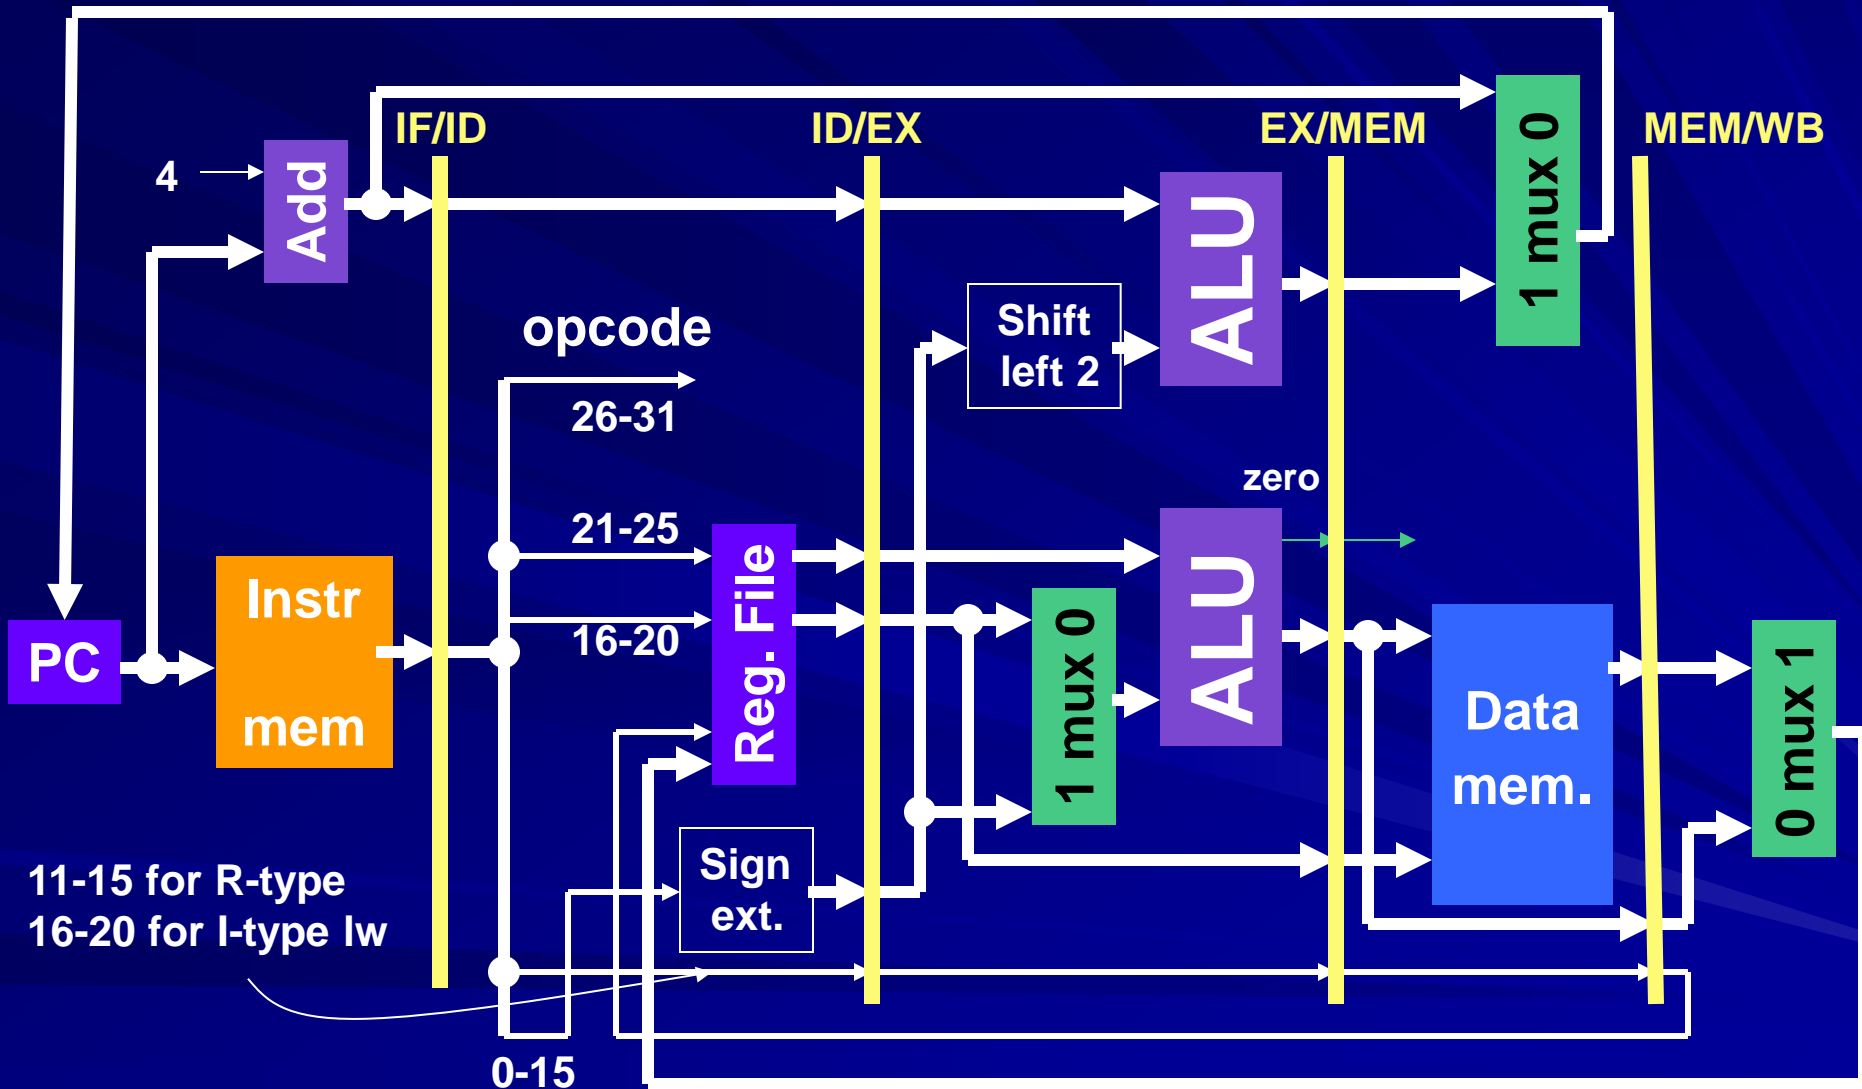 IF/ID
ID/EX
EX/MEM
MEM/WB
4
Add
ALU
1 mux 0
opcode
26-31
Shift
left 2
zero
21-25
16-20
Instr
mem
PC
Reg. File
1 mux 0
ALU
Data
mem.
0 mux 1
Sign
ext.
11-15 for R-type
16-20 for I-type lw
0-15